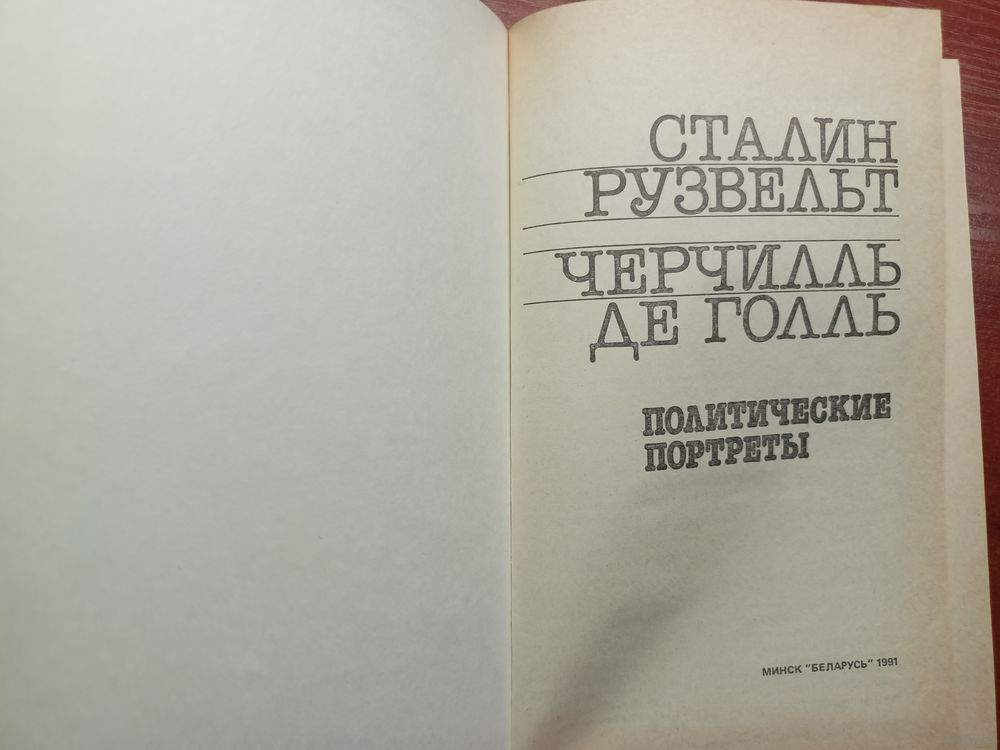 СТАЛИН
РУЗВЕЛЬТ
ЧЕРЧИЛЛЬ
ДЕ ГОЛЛЬ
ПОЛИТИЧЕСКИЕ
ПОРТРЕТЫ
МИНСК "БЕЛАРУСЬ" 1991